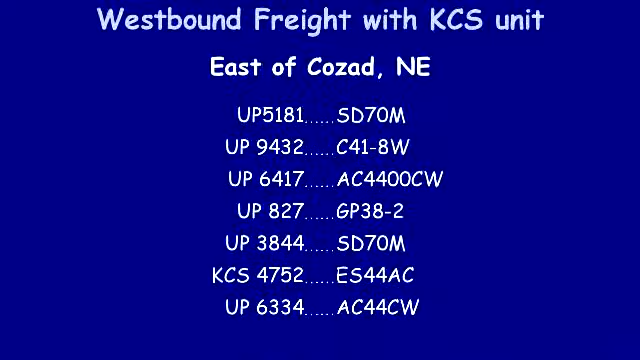 Westbound Freight with KCS unit
East of Cozad, NE
UP5181......SD70M
UP 9432......C41-8W
UP 6417......AC4400CW
UP 827......GP38-2
UP 3844......SD70M
KCS 4752......ES44AC
UP 6334......AC44CW